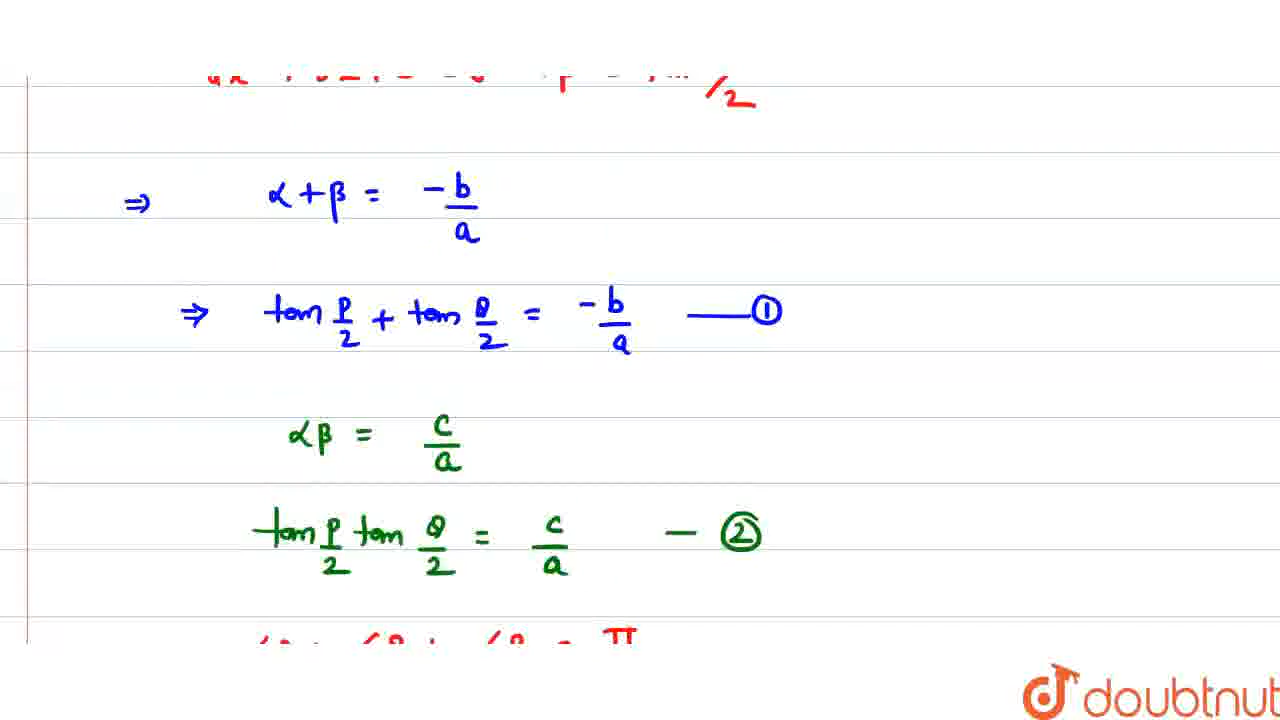 ⇒ α + β = -b/a
⇒ tan P/2 + tan Q/2 = -b/a —— ①
αβ = c/a
tan P/2 tan Q/2 = c/a — ②
doubtnut